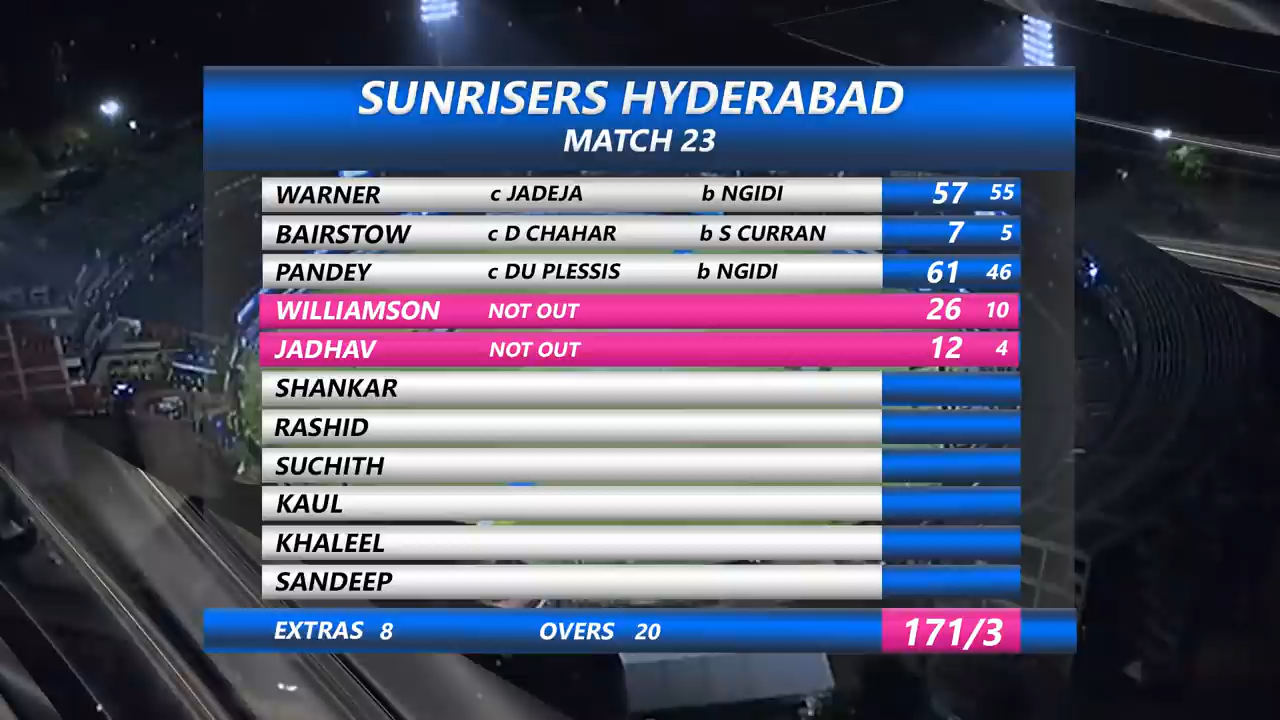 SUNRISERS HYDERABAD
MATCH 23
WARNER c JADEJA b NGIDI 57 55
BAIRSTOW c D CHAHAR b S CURRAN 7 5
PANDEY c DU PLESSIS b NGIDI 61 46
WILLIAMSON NOT OUT 26 10
JADHAV NOT OUT 12 4
SHANKAR
RASHID
SUCHITH
KAUL
KHALEEL
SANDEEP
EXTRAS 8 OVERS 20 171/3